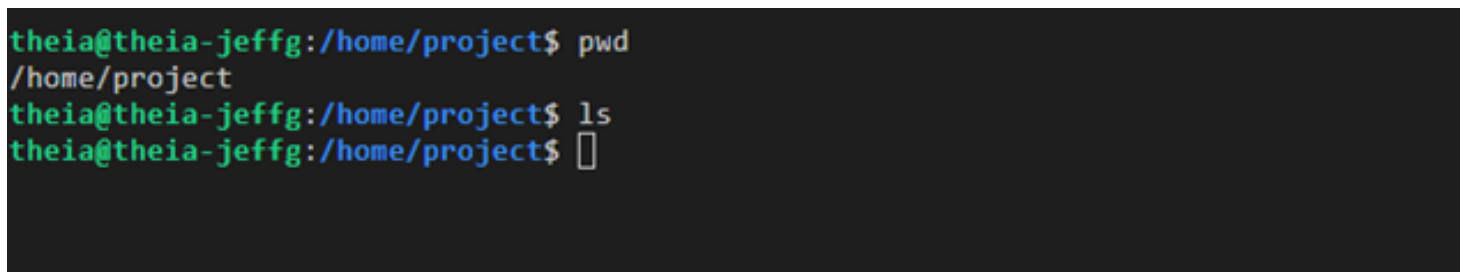 theia@theia-jeffg:/home/project$ pwd
/home/project
theia@theia-jeffg:/home/project$ ls
theia@theia-jeffg:/home/project$